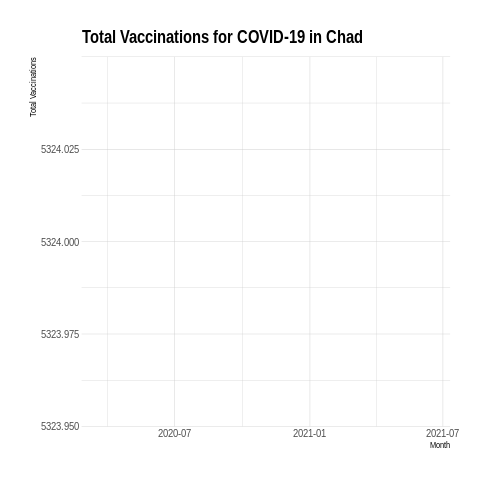 Total Vaccinations for COVID-19 in Chad
Total Vaccinations
5324.025
5324.000
5323.975
5323.950
2020-07 2021-01 2021-07
Month